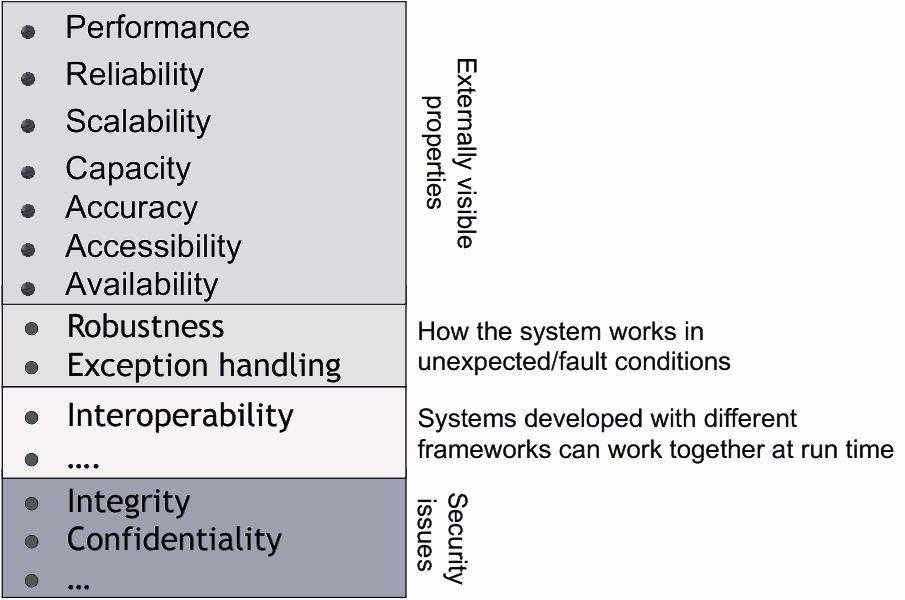 Performance
Reliability
Scalability
Capacity
Accuracy
Accessibility
Availability
Externally visible
properties
Robustness
Exception handling
How the system works in
unexpected/fault conditions
Interoperability
....
Systems developed with different
frameworks can work together at run time
Integrity
Confidentiality
...
Security
issues